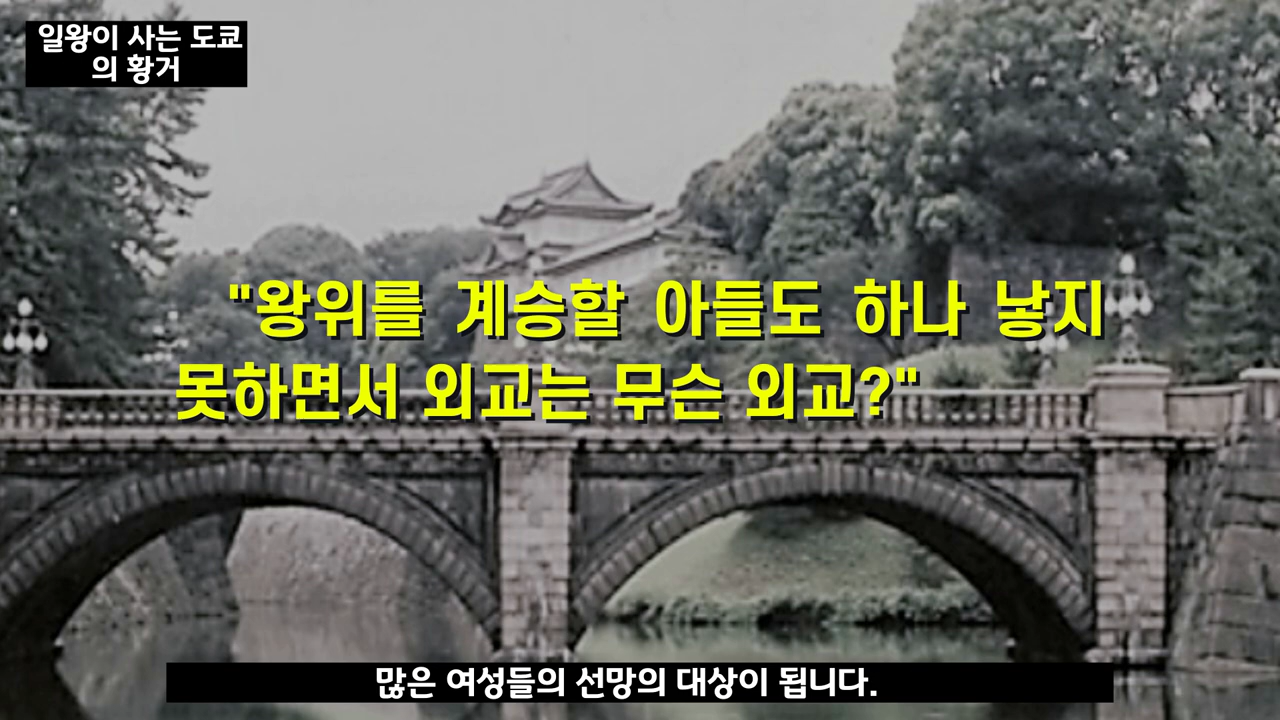 일왕이 사는 도쿄
의 황거
"왕위를 계승할 아들도 하나 낳지
못하면서 외교는 무슨 외교?"
많은 여성들의 선망의 대상이 됩니다.